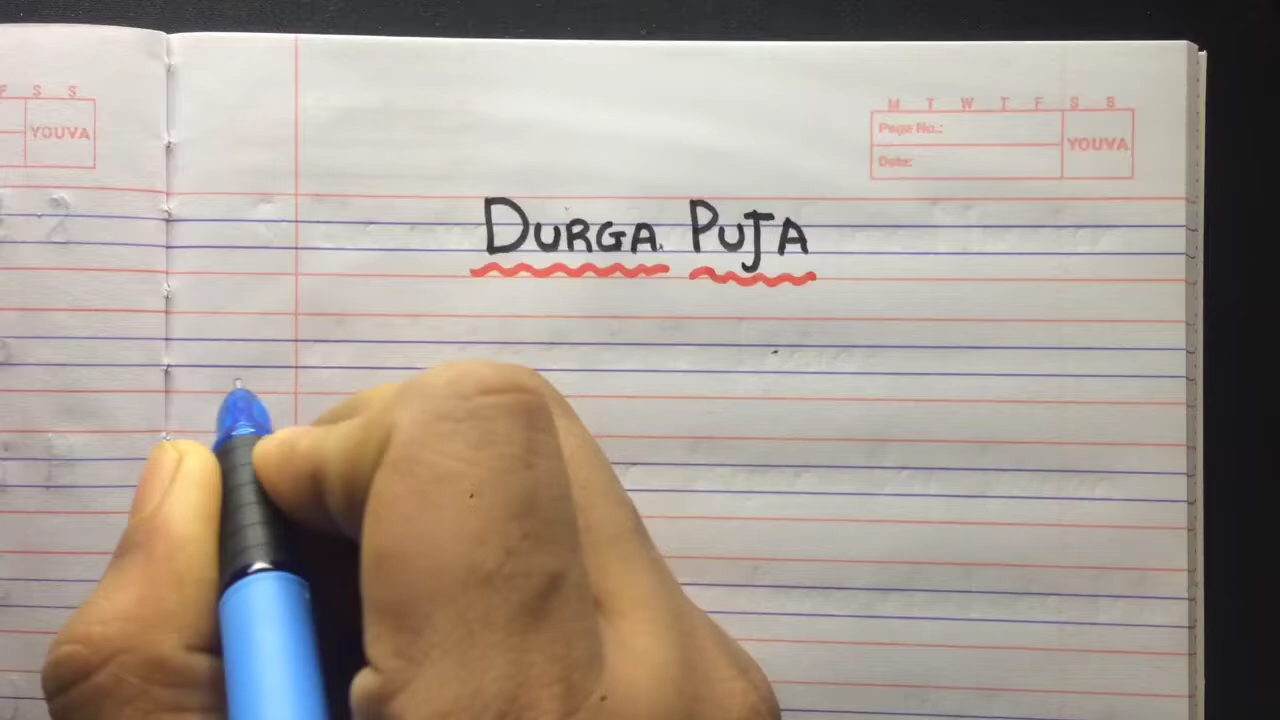 F S S
YOUVA
M T W T F S S
Page No.:
YOUVA
Date:
DURGA PUJA